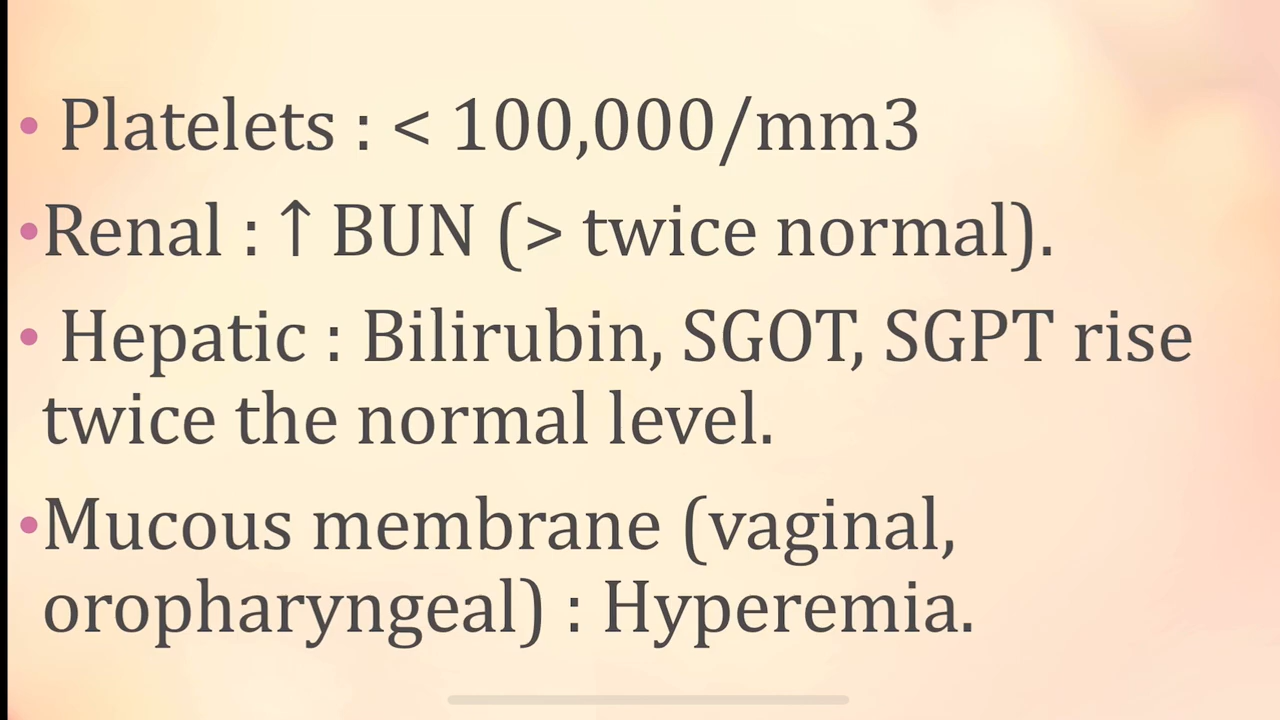 • Platelets : < 100,000/mm3
•Renal : ↑ BUN (> twice normal).
• Hepatic : Bilirubin, SGOT, SGPT rise
twice the normal level.
•Mucous membrane (vaginal,
oropharyngeal) : Hyperemia.